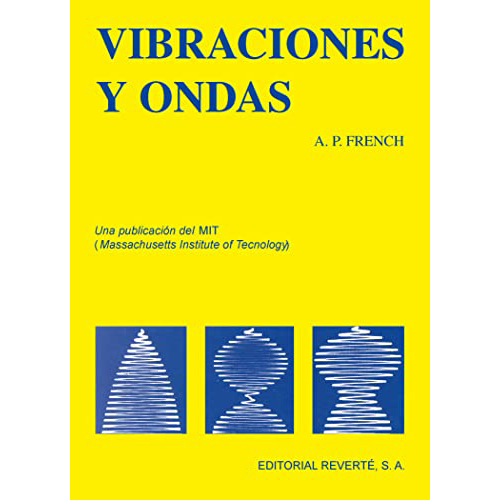 VIBRACIONES
Y ONDAS
A. P. FRENCH
Una publicación del MIT
(Massachusetts Institute of Tecnology)
EDITORIAL REVERTÉ, S. A.